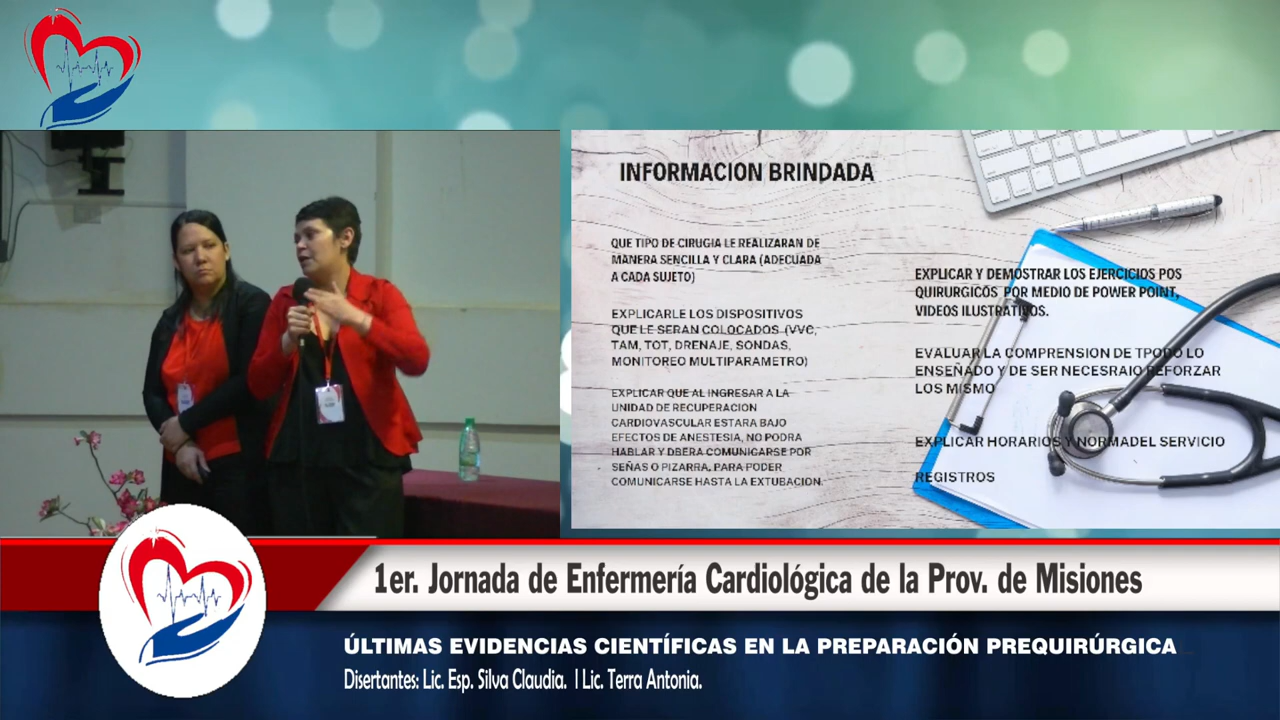 INFORMACION BRINDADA
QUE TIPO DE CIRUGIA LE REALIZARAN DE
MANERA SENCILLA Y CLARA (ADECUADA
A CADA SUJETO)
EXPLICARLE LOS DISPOSITIVOS
QUE LE SERAN COLOCADOS (VVC,
TAM, TOT, DRENAJE, SONDAS,
MONITOREO MULTIPARAMETRO)
EXPLICAR QUE AL INGRESAR A LA
UNIDAD DE RECUPERACION
CARDIOVASCULAR ESTARA BAJO
EFECTOS DE ANESTESIA, NO PODRA
HABLAR Y DBERA COMUNICARSE POR
SEÑAS O PIZARRA, PARA PODER
COMUNICARSE HASTA LA EXTUBACION.
EXPLICAR Y DEMOSTRAR LOS EJERCICIOS POS
QUIRURGICOS POR MEDIO DE POWER POINT,
VIDEOS ILUSTRATIVOS.
EVALUAR LA COMPRENSION DE TPODO LO
ENSEÑADO Y DE SER NECESRAIO REFORZAR
LOS MISMO
EXPLICAR HORARIOS Y NORMADEL SERVICIO
REGISTROS
1er. Jornada de Enfermería Cardiológica de la Prov. de Misiones
ÚLTIMAS EVIDENCIAS CIENTÍFICAS EN LA PREPARACIÓN PREQUIRÚRGICA
Disertantes: Lic. Esp. Silva Claudia. | Lic. Terra Antonia.